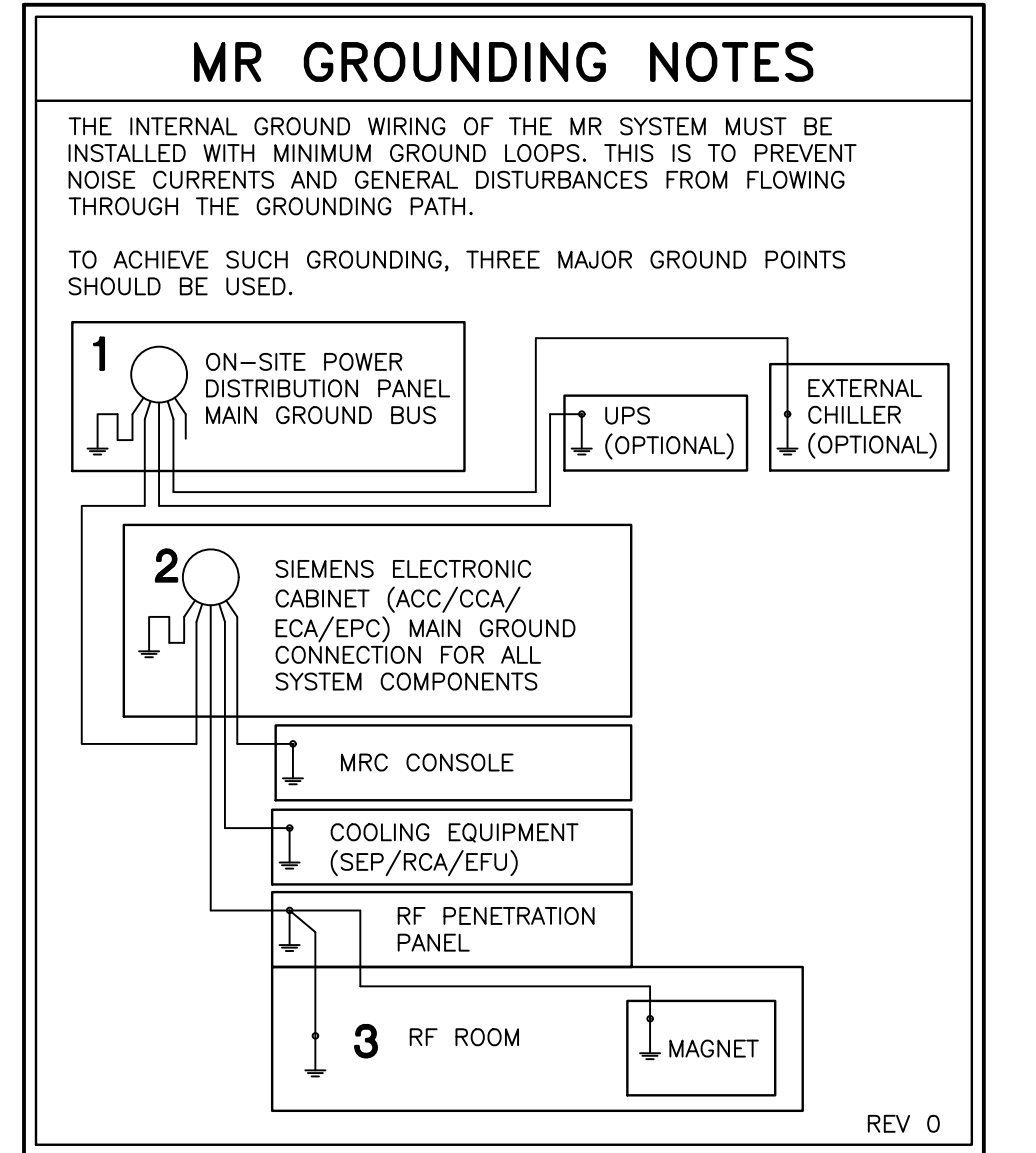 MR GROUNDING NOTES
THE INTERNAL GROUND WIRING OF THE MR SYSTEM MUST BE
INSTALLED WITH MINIMUM GROUND LOOPS. THIS IS TO PREVENT
NOISE CURRENTS AND GENERAL DISTURBANCES FROM FLOWING
THROUGH THE GROUNDING PATH.
TO ACHIEVE SUCH GROUNDING, THREE MAJOR GROUND POINTS
SHOULD BE USED.
1
ON-SITE POWER
DISTRIBUTION PANEL
MAIN GROUND BUS
UPS
(OPTIONAL)
EXTERNAL
CHILLER
(OPTIONAL)
2
SIEMENS ELECTRONIC
CABINET (ACC/CCA/
ECA/EPC) MAIN GROUND
CONNECTION FOR ALL
SYSTEM COMPONENTS
MRC CONSOLE
COOLING EQUIPMENT
(SEP/RCA/EFU)
RF PENETRATION
PANEL
3
RF ROOM
MAGNET
REV 0